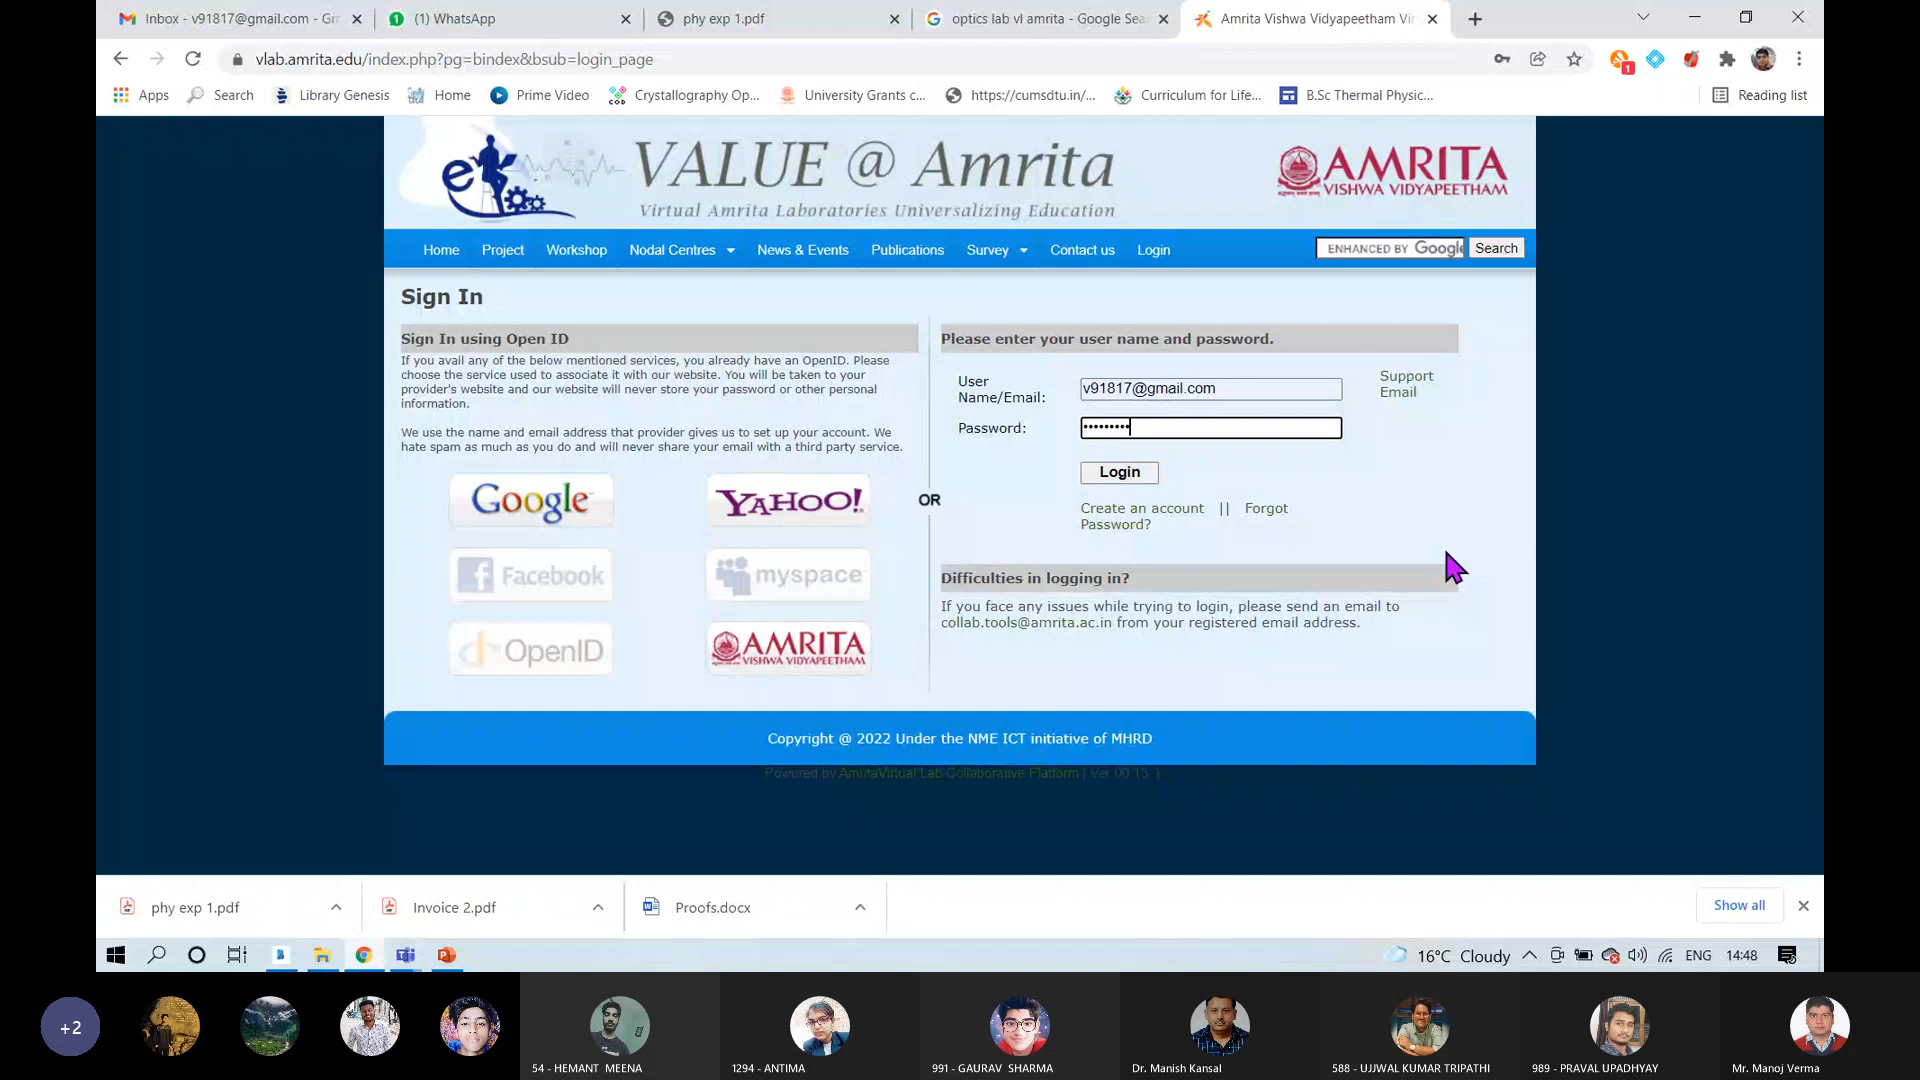 Inbox - v91817@gmail.com - Gm
(1) WhatsApp
phy exp 1.pdf
optics lab vl amrita - Google Sea
Amrita Vishwa Vidyapeetham Vir
vlab.amrita.edu/index.php?pg=bindex&bsub=login_page
1
Apps
Search
Library Genesis
Home
Prime Video
Crystallography Op...
University Grants c...
https://cumsdtu.in/...
Curriculum for Life...
B.Sc Thermal Physic...
Reading list
VALUE @ Amrita
Virtual Amrita Laboratories Universalizing Education
AMRITA
VISHWA VIDYAPEETHAM
Home
Project
Workshop
Nodal Centres
News & Events
Publications
Survey
Contact us
Login
ENHANCED BY Google
Search
Sign In
Sign In using Open ID
If you avail any of the below mentioned services, you already have an OpenID. Please
choose the service used to associate it with our website. You will be taken to your
provider's website and our website will never store your password or other personal
information.
We use the name and email address that provider gives us to set up your account. We
hate spam as much as you do and will never share your email with a third party service.
Google
YAHOO!
Facebook
myspace
OpenID
AMRITA
VISHWA VIDYAPEETHAM
OR
Please enter your user name and password.
User
Name/Email:
v91817@gmail.com
Support
Email
Password:
•••••••••
Login
Create an account || Forgot
Password?
Difficulties in logging in?
If you face any issues while trying to login, please send an email to
collab.tools@amrita.ac.in from your registered email address.
Copyright @ 2022 Under the NME ICT initiative of MHRD
Powered by AmritaVirtual Lab Collaborative Platform [ Ver 00.13. ]
phy exp 1.pdf
Invoice 2.pdf
Proofs.docx
Show all
16°C Cloudy
ENG
14:48
+2
54 - HEMANT MEENA
1294 - ANTIMA
991 - GAURAV SHARMA
Dr. Manish Kansal
588 - UJJWAL KUMAR TRIPATHI
989 - PRAVAL UPADHYAY
Mr. Manoj Verma